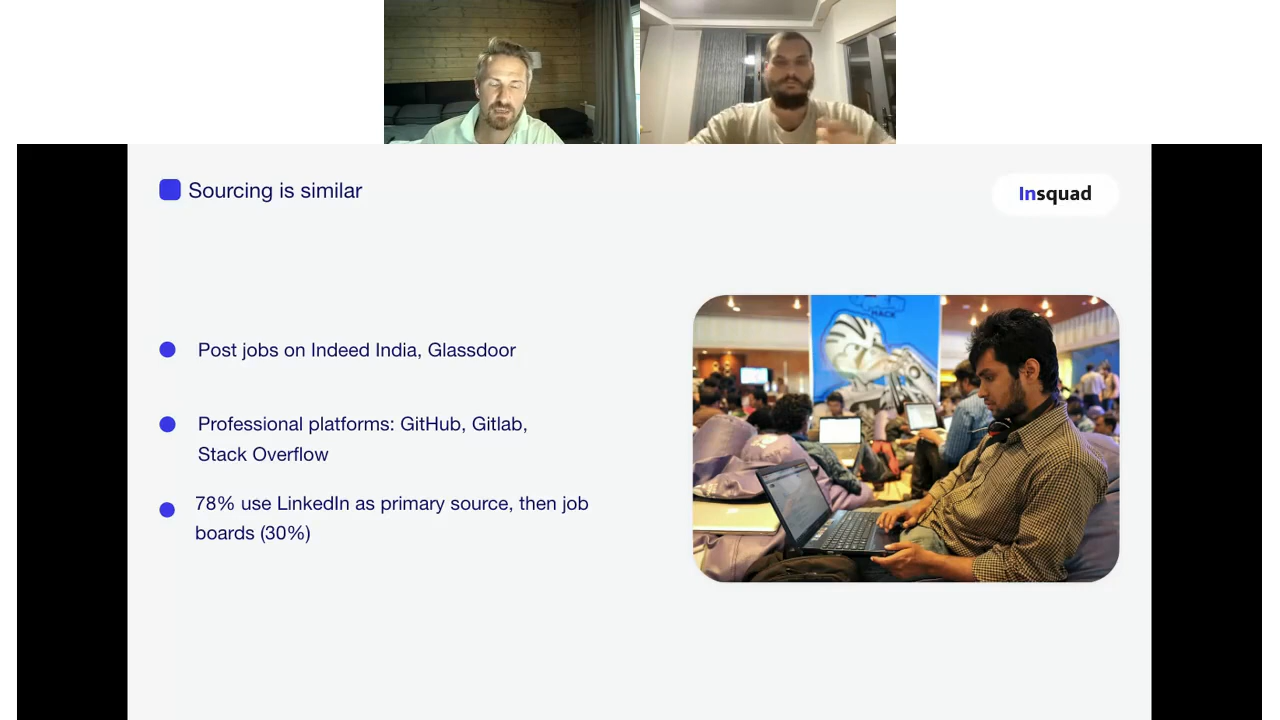 Sourcing is similar
Insquad
Post jobs on Indeed India, Glassdoor
Professional platforms: GitHub, Gitlab,
Stack Overflow
78% use LinkedIn as primary source, then job
boards (30%)
HACK